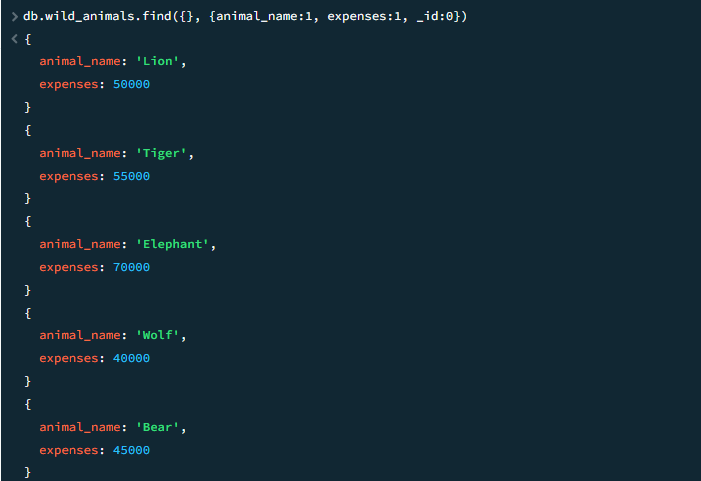 > db.wild_animals.find({}, {animal_name:1, expenses:1, _id:0})
< {
animal_name: 'Lion',
expenses: 50000
}
{
animal_name: 'Tiger',
expenses: 55000
}
{
animal_name: 'Elephant',
expenses: 70000
}
{
animal_name: 'Wolf',
expenses: 40000
}
{
animal_name: 'Bear',
expenses: 45000
}